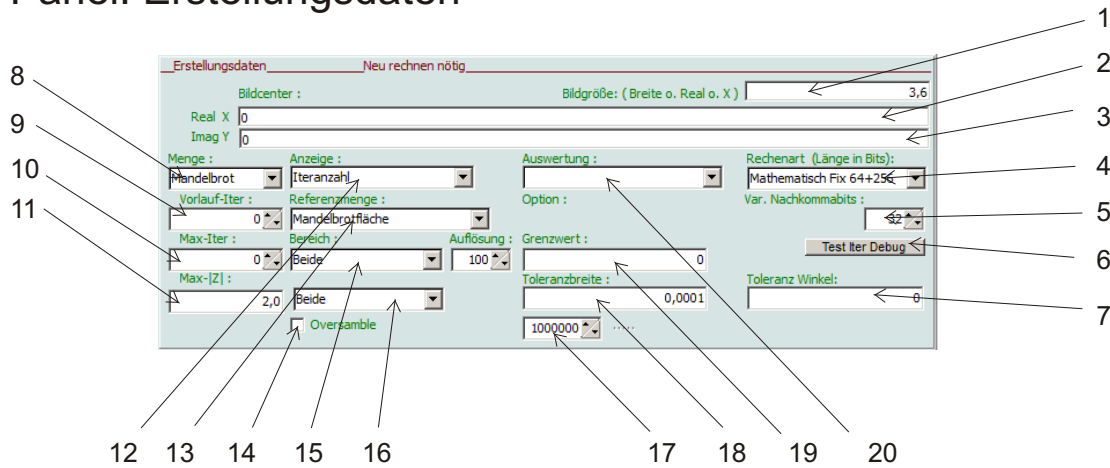 Panel: Erstellungsdaten
1
Erstellungsdaten Neu rechnen nötig
8 2
Bildcenter : Bildgröße: ( Breite o. Real o. X ) 3,6
Real X 0
9 3
Imag Y 0
Menge : Anzeige : Auswertung : Rechenart (Länge in Bits):
10 4
Mandelbrot Iteranzahl Mathematisch Fix 64+256
Vorlauf-Iter : Referenzmenge : Option : Var. Nachkommabits :
11 5
0 Mandelbrotfläche 32
Max-Iter : Bereich : Auflösung : Grenzwert :
Test Iter Debug
0 Beide 100 0
6
Max-|Z| : Toleranzbreite : Toleranz Winkel:
2,0 Beide 0,0001 0
7
Oversamble
1000000 .....
12 13 14 15 16 17 18 19 20